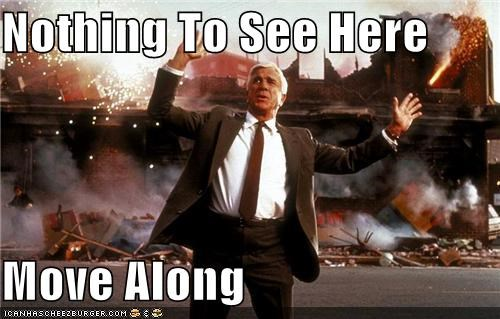 Nothing To See Here
Move Along
ICANHASCHEEZBURGER.COM